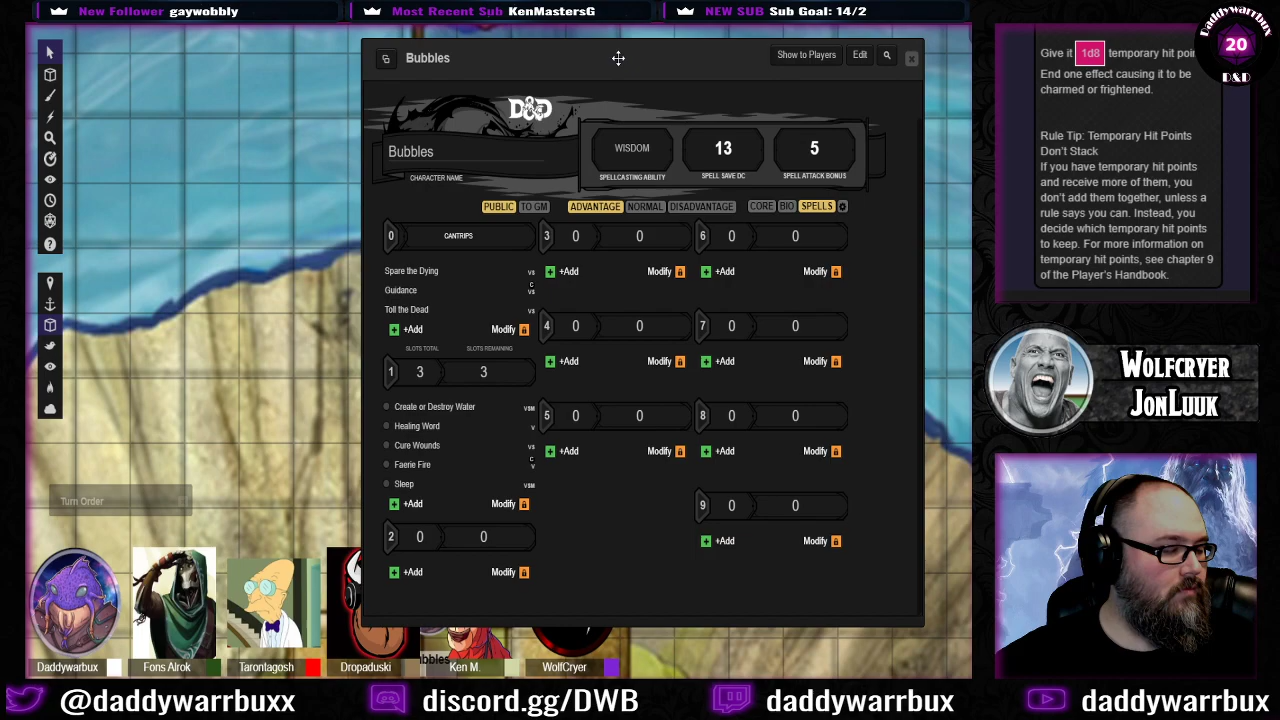 New Follower gaywobbly
Most Recent Sub KenMastersG
NEW SUB Sub Goal: 14/2
Daddywarrbux
20
D&D
Bubbles
Show to Players
Edit
D&D
Bubbles
CHARACTER NAME
WISDOM
SPELLCASTING ABILITY
13
SPELL SAVE DC
5
SPELL ATTACK BONUS
PUBLIC TO GM
ADVANTAGE NORMAL DISADVANTAGE
CORE BIO SPELLS
0 CANTRIPS
Spare the Dying VS
Guidance C VS
Toll the Dead VS
+Add Modify
SLOTS TOTAL SLOTS REMAINING
1 3 3
Create or Destroy Water VSM
Healing Word V
Cure Wounds VS
Faerie Fire C V
Sleep VSM
+Add Modify
2 0 0
+Add Modify
3 0 0
+Add Modify
4 0 0
+Add Modify
5 0 0
+Add Modify
6 0 0
+Add Modify
7 0 0
+Add Modify
8 0 0
+Add Modify
9 0 0
+Add Modify
Give it 1d8 temporary hit poin
End one effect causing it to be
charmed or frightened.
Rule Tip: Temporary Hit Points
Don't Stack
If you have temporary hit points
and receive more of them, you
don't add them together, unless a
rule says you can. Instead, you
decide which temporary hit points
to keep. For more information on
temporary hit points, see chapter 9
of the Player's Handbook.
Wolfcryer
JonLuuk
Turn Order
Daddywarbux
Fons Alrok
Tarontagosh
Dropaduski
bbles
Ken M.
WolfCryer
@daddywarrbuxx
discord.gg/DWB
daddywarrbux
daddywarrbux